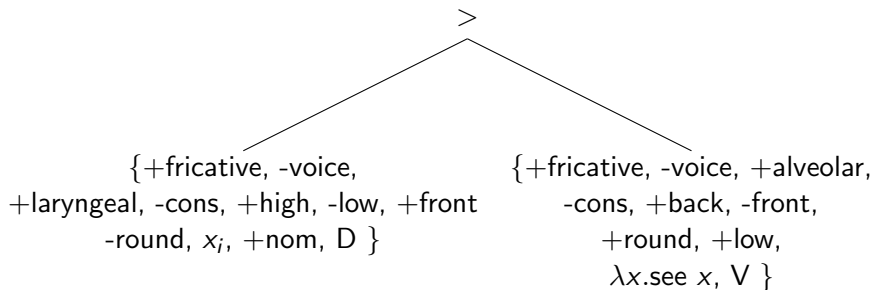 >
{+fricative, -voice,
+laryngeal, -cons, +high, -low, +front
-round, xᵢ, +nom, D }
{+fricative, -voice, +alveolar,
-cons, +back, -front,
+round, +low,
λx.see x, V }